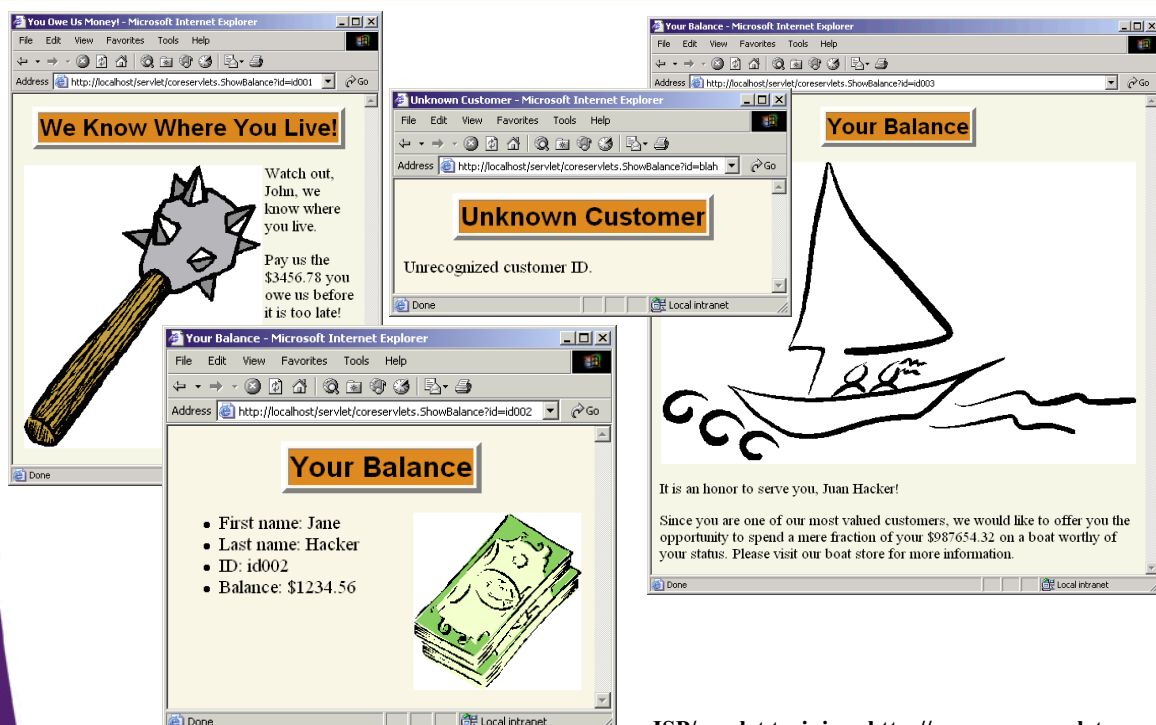 You Owe Us Money! - Microsoft Internet Explorer
File Edit View Favorites Tools Help
Address http://localhost/servlet/coreservlets.ShowBalance?id=id001 Go
We Know Where You Live!
Watch out,
John, we
know where
you live.
Pay us the
$3456.78 you
owe us before
it is too late!
Done
Unknown Customer - Microsoft Internet Explorer
File Edit View Favorites Tools Help
Address http://localhost/servlet/coreservlets.ShowBalance?id=blah Go
Unknown Customer
Unrecognized customer ID.
Done Local intranet
Your Balance - Microsoft Internet Explorer
File Edit View Favorites Tools Help
Address http://localhost/servlet/coreservlets.ShowBalance?id=id003 Go
Your Balance
It is an honor to serve you, Juan Hacker!
Since you are one of our most valued customers, we would like to offer you the
opportunity to spend a mere fraction of your $987654.32 on a boat worthy of
your status. Please visit our boat store for more information.
Done Local intranet
Your Balance - Microsoft Internet Explorer
File Edit View Favorites Tools Help
Address http://localhost/servlet/coreservlets.ShowBalance?id=id002 Go
Your Balance
First name: Jane
Last name: Hacker
ID: id002
Balance: $1234.56
Done Local intranet